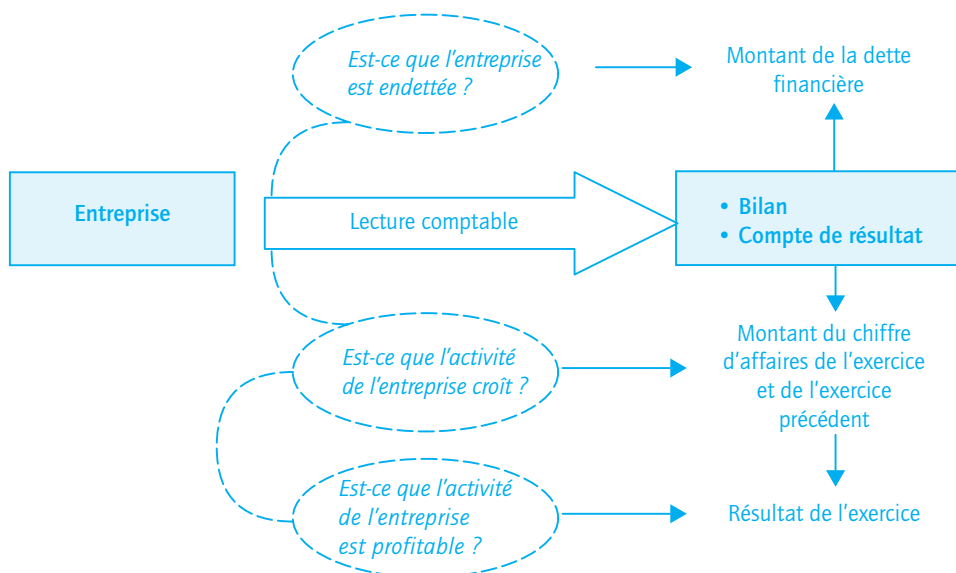 Est-ce que l'entreprise
est endettée ?
Montant de la dette
financière
Entreprise
Lecture comptable
• Bilan
• Compte de résultat
Est-ce que l'activité
de l'entreprise croît ?
Montant du chiffre
d'affaires de l'exercice
et de l'exercice
précédent
Est-ce que l'activité
de l'entreprise
est profitable ?
Résultat de l'exercice